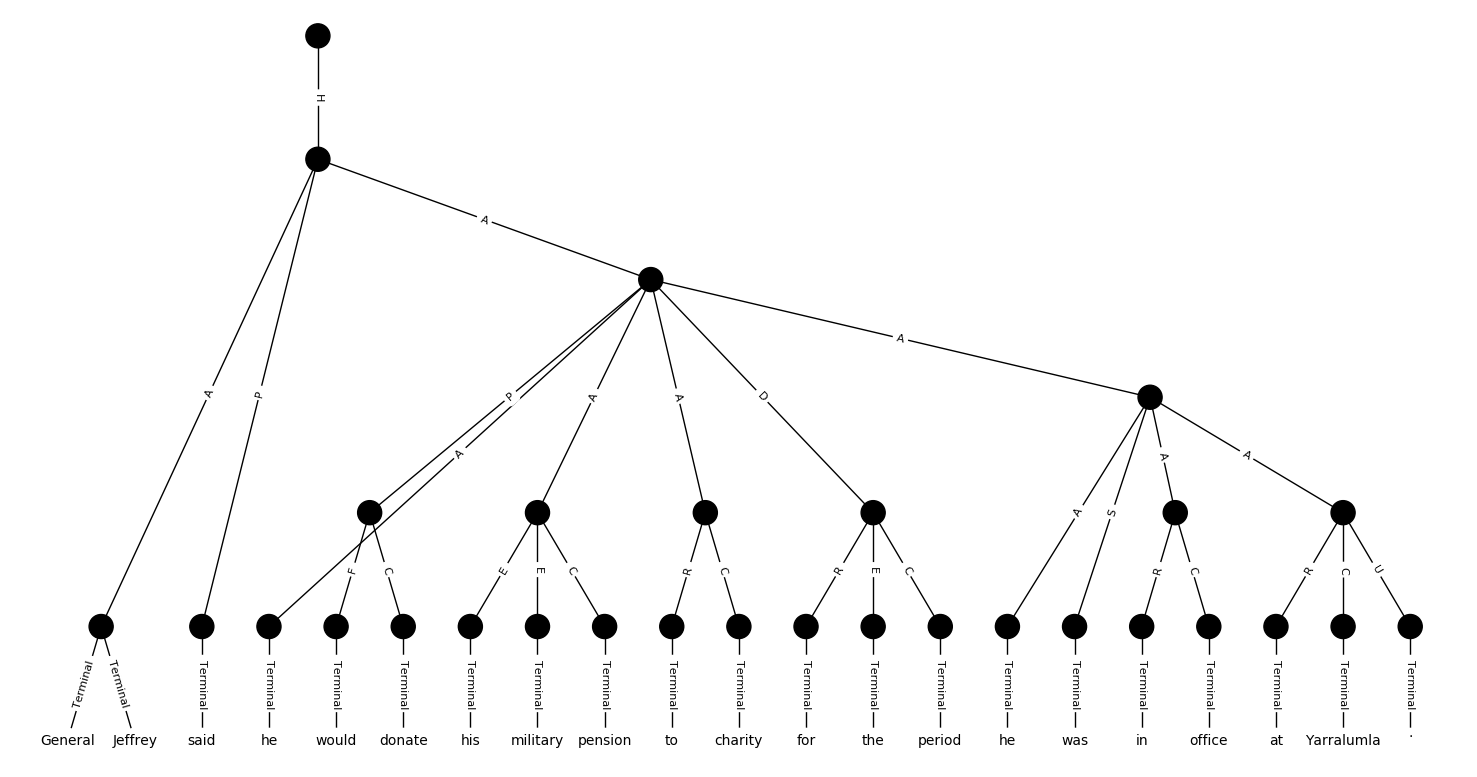 H
A
A
P
A
P
A
A
A
D
A
S
A
A
F
C
E
E
C
R
C
R
E
C
R
C
R
C
U
Terminal Terminal Terminal Terminal Terminal Terminal Terminal Terminal Terminal Terminal Terminal Terminal Terminal Terminal Terminal Terminal Terminal Terminal Terminal Terminal Terminal
General Jeffrey said he would donate his military pension to charity for the period he was in office at Yarralumla .